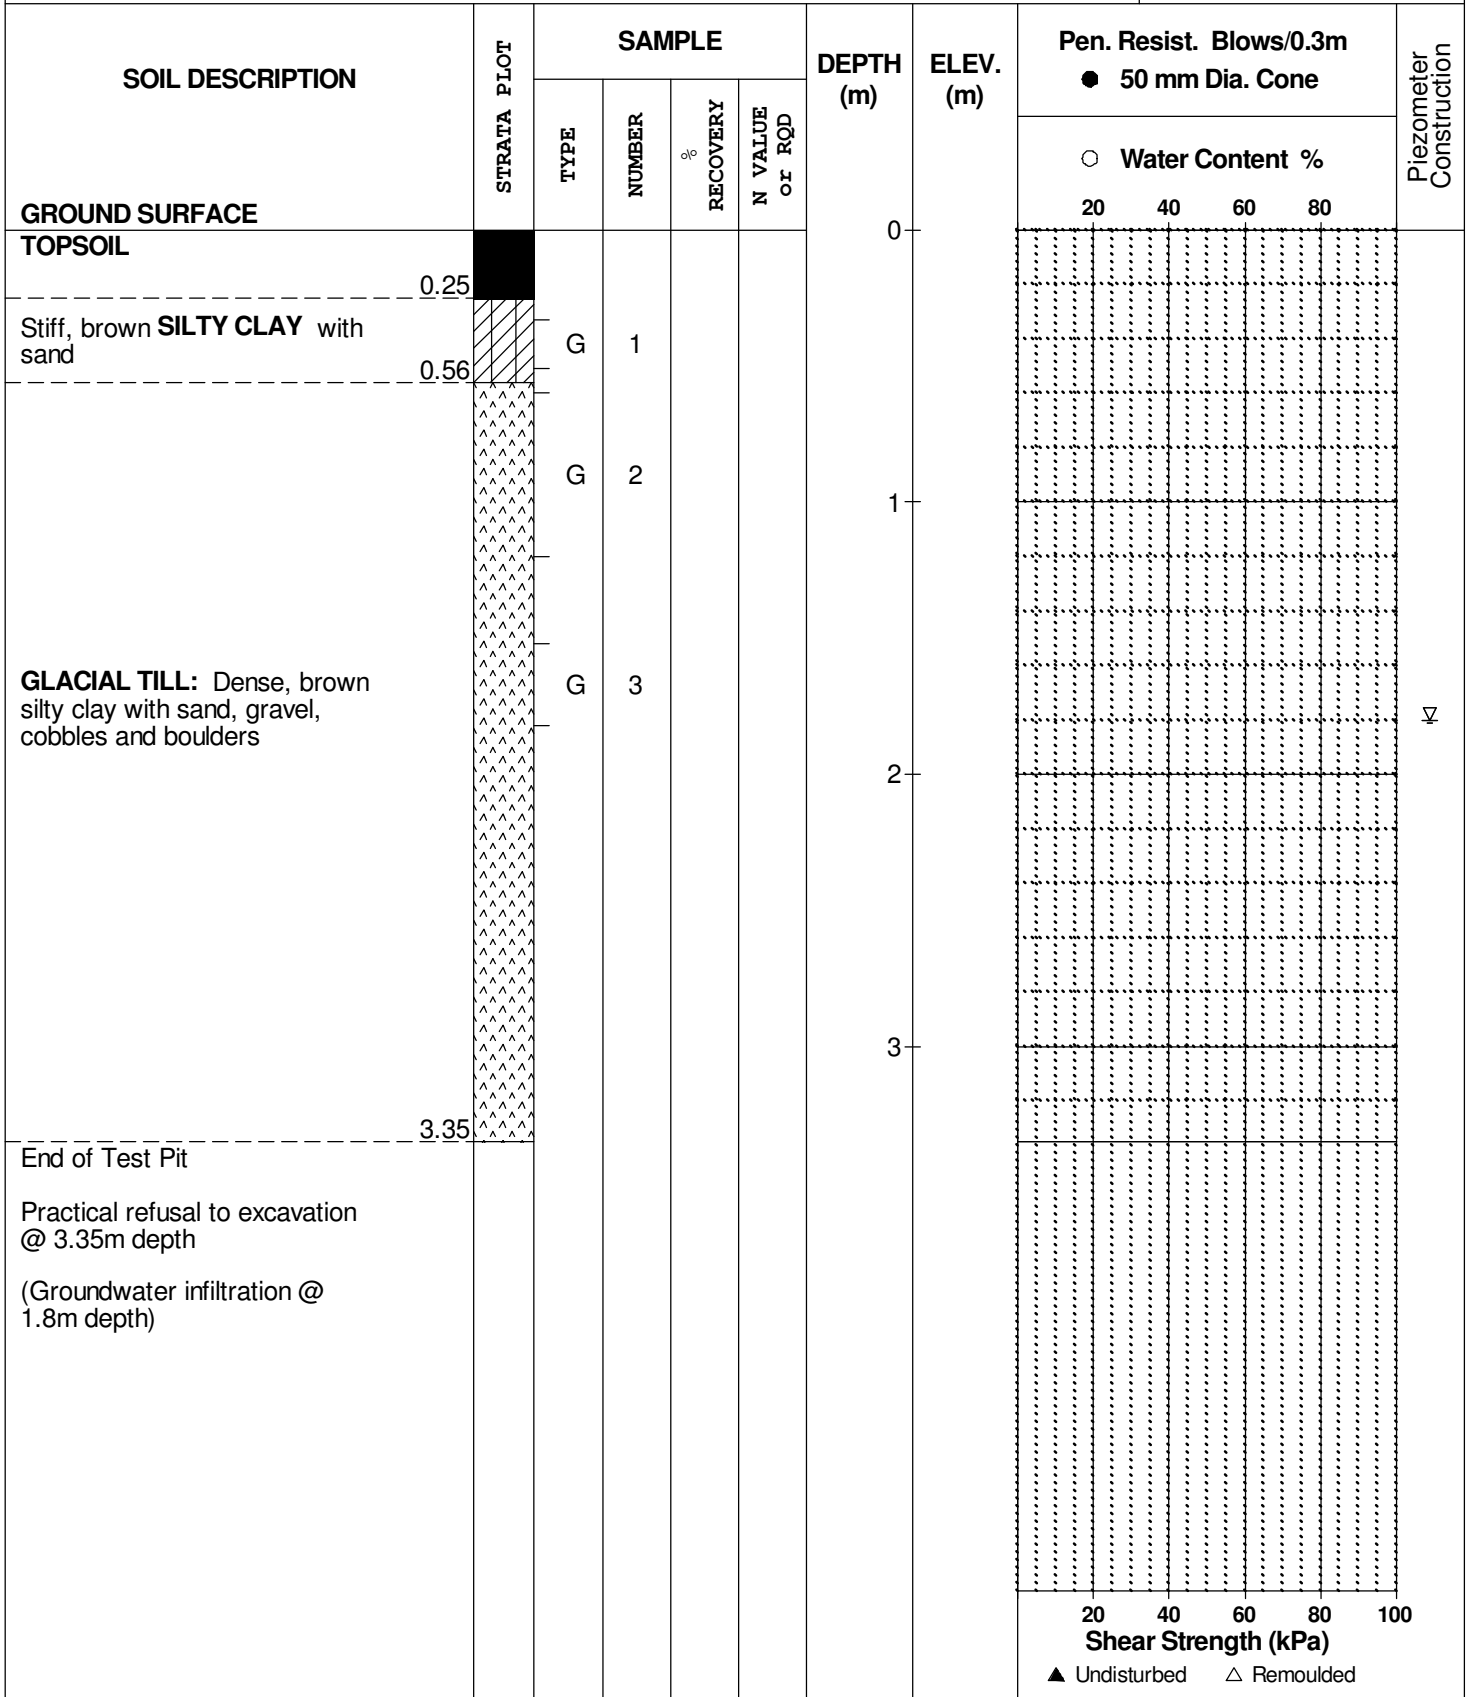 SOIL DESCRIPTION
GROUND SURFACE
STRATA PLOT
SAMPLE
TYPE
NUMBER
%
RECOVERY
N VALUE
or RQD
DEPTH
(m)
ELEV.
(m)
Pen. Resist. Blows/0.3m
● 50 mm Dia. Cone
○ Water Content %
20 40 60 80
Piezometer
Construction
TOPSOIL
0.25
Stiff, brown SILTY CLAY with
sand
0.56
G 1
G 2
GLACIAL TILL: Dense, brown
silty clay with sand, gravel,
cobbles and boulders
G 3
3.35
0
1
2
3
End of Test Pit
Practical refusal to excavation
@ 3.35m depth
(Groundwater infiltration @
1.8m depth)
20 40 60 80 100
Shear Strength (kPa)
▲ Undisturbed △ Remoulded